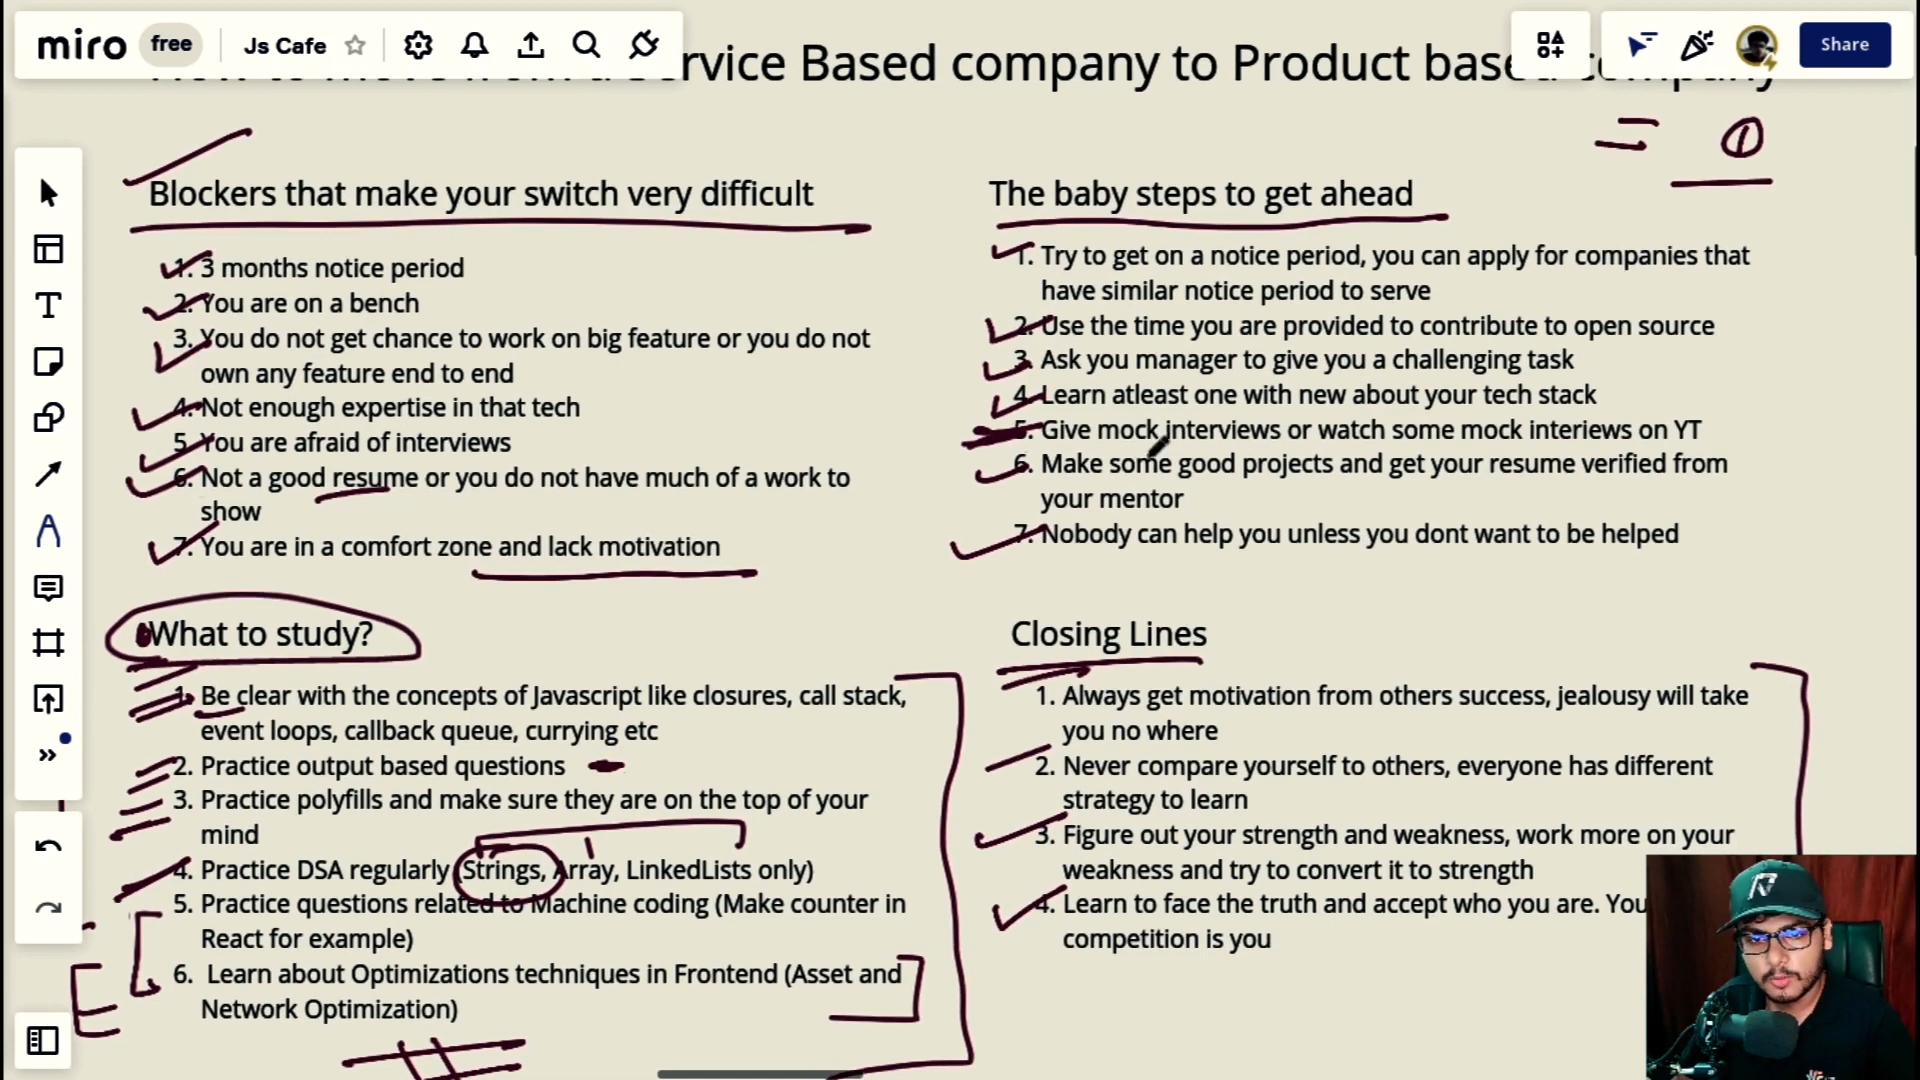 miro free Js Cafe Share
Service Based company to Product based company
Blockers that make your switch very difficult
1. 3 months notice period
2. You are on a bench
3. You do not get chance to work on big feature or you do not
own any feature end to end
4. Not enough expertise in that tech
5. You are afraid of interviews
6. Not a good resume or you do not have much of a work to
show
7. You are in a comfort zone and lack motivation
The baby steps to get ahead
1. Try to get on a notice period, you can apply for companies that
have similar notice period to serve
2. Use the time you are provided to contribute to open source
3. Ask you manager to give you a challenging task
4. Learn atleast one with new about your tech stack
5. Give mock interviews or watch some mock interiews on YT
6. Make some good projects and get your resume verified from
your mentor
7. Nobody can help you unless you dont want to be helped
What to study?
1. Be clear with the concepts of Javascript like closures, call stack,
event loops, callback queue, currying etc
2. Practice output based questions
3. Practice polyfills and make sure they are on the top of your
mind
4. Practice DSA regularly (Strings, Array, LinkedLists only)
5. Practice questions related to Machine coding (Make counter in
React for example)
6. Learn about Optimizations techniques in Frontend (Asset and
Network Optimization)
Closing Lines
1. Always get motivation from others success, jealousy will take
you no where
2. Never compare yourself to others, everyone has different
strategy to learn
3. Figure out your strength and weakness, work more on your
weakness and try to convert it to strength
4. Learn to face the truth and accept who you are. You
competition is you